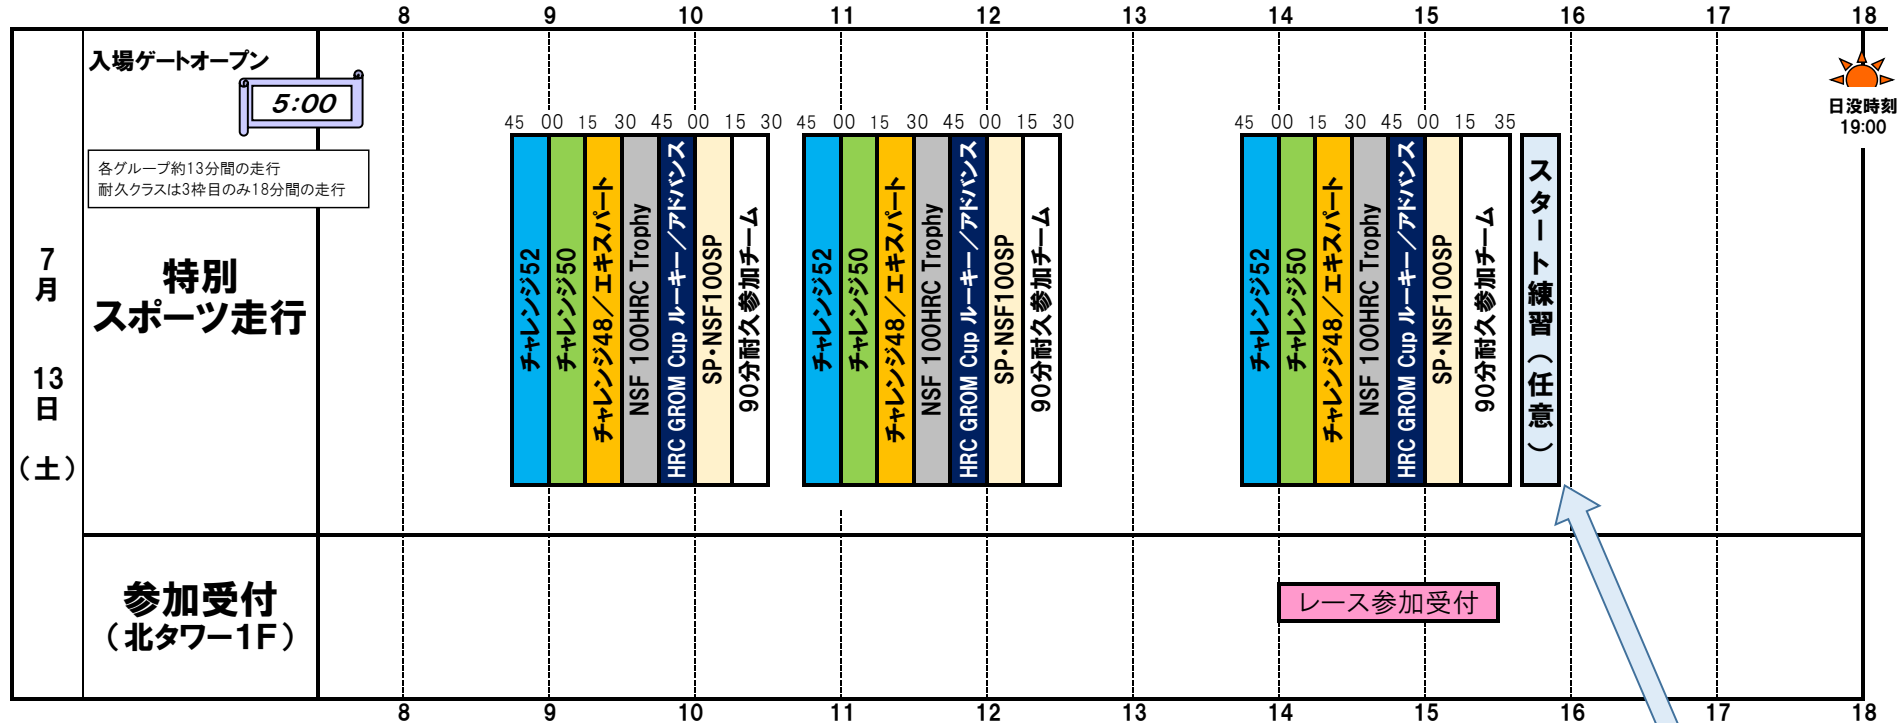 8 9 10 11 12 13 14 15 16 17 18
入場ゲートオープン
5:00
各グループ約13分間の走行
耐久クラスは3枠目のみ18分間の走行
7
月
13
日
（土）
特別
スポーツ走行
45 00 15 30 45 00 15 30
チャレンジ52
チャレンジ50
チャレンジ48／エキスパート
NSF 100HRC Trophy
HRC GROM Cup ルーキー／アドバンス
SP・NSF100SP
90分耐久参加チーム
45 00 15 30 45 00 15 30
チャレンジ52
チャレンジ50
チャレンジ48／エキスパート
NSF 100HRC Trophy
HRC GROM Cup ルーキー／アドバンス
SP・NSF100SP
90分耐久参加チーム
45 00 15 30 45 00 15 35
チャレンジ52
チャレンジ50
チャレンジ48／エキスパート
NSF 100HRC Trophy
HRC GROM Cup ルーキー／アドバンス
SP・NSF100SP
90分耐久参加チーム
スタート練習（任意）
日没時刻
19:00
参加受付
（北タワー1F）
レース参加受付
8 9 10 11 12 13 14 15 16 17 18